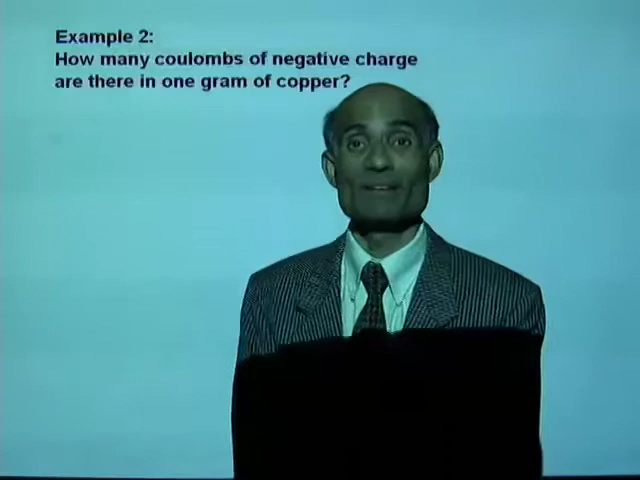 Example 2:
How many coulombs of negative charge
are there in one gram of copper?